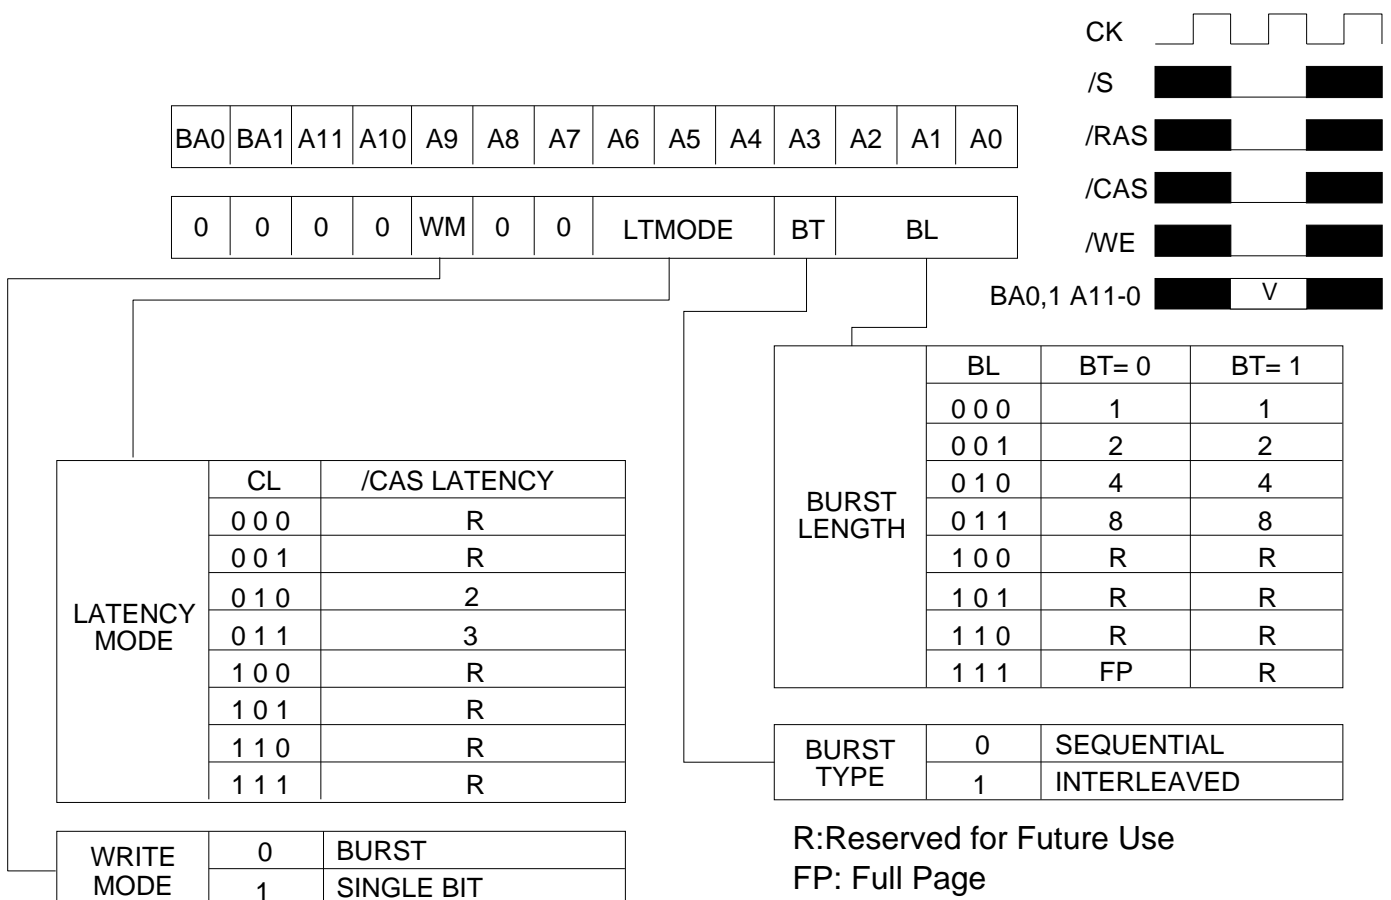 CK
/S
/RAS
/CAS
/WE
BA0,1 A11-0 V
BA0 BA1 A11 A10 A9 A8 A7 A6 A5 A4 A3 A2 A1 A0
0 0 0 0 WM 0 0 LTMODE BT BL
LATENCY MODE
CL /CAS LATENCY
0 0 0 R
0 0 1 R
0 1 0 2
0 1 1 3
1 0 0 R
1 0 1 R
1 1 0 R
1 1 1 R
WRITE MODE
0 BURST
1 SINGLE BIT
BURST LENGTH
BL BT= 0 BT= 1
0 0 0 1 1
0 0 1 2 2
0 1 0 4 4
0 1 1 8 8
1 0 0 R R
1 0 1 R R
1 1 0 R R
1 1 1 FP R
BURST TYPE
0 SEQUENTIAL
1 INTERLEAVED
R:Reserved for Future Use
FP: Full Page